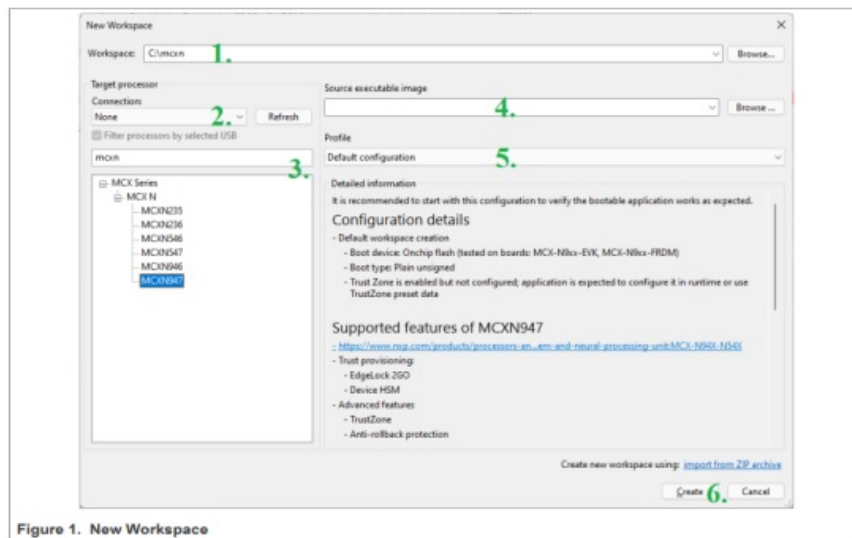 New Workspace
Workspace: C:\mcxn 1. Browse...
Target processor
Connection:
None 2. Refresh
Filter processors by selected USB
mcxn 3.
MCX Series
MCX N
MCXN235
MCXN236
MCXN546
MCXN547
MCXN946
MCXN947
Source executable image
4. Browse ...
Profile
Default configuration 5.
Detailed information
It is recommended to start with this configuration to verify the bootable application works as expected.
Configuration details
- Default workspace creation
- Boot device: Onchip flash (tested on boards: MCX-N9xx-EVK, MCX-N9xx-FRDM)
- Boot type: Plain unsigned
- Trust Zone is enabled but not configured; application is expected to configure it in runtime or use
TrustZone preset data
Supported features of MCXN947
- https://www.nxp.com/products/processors-an...em-and-neural-processing-unit:MCX-N94X-N54X
- Trust provisioning:
- EdgeLock 2GO
- Device HSM
- Advanced features
- TrustZone
- Anti-rollback protection
Create new workspace using: import from ZIP archive
Create 6. Cancel
Figure 1. New Workspace